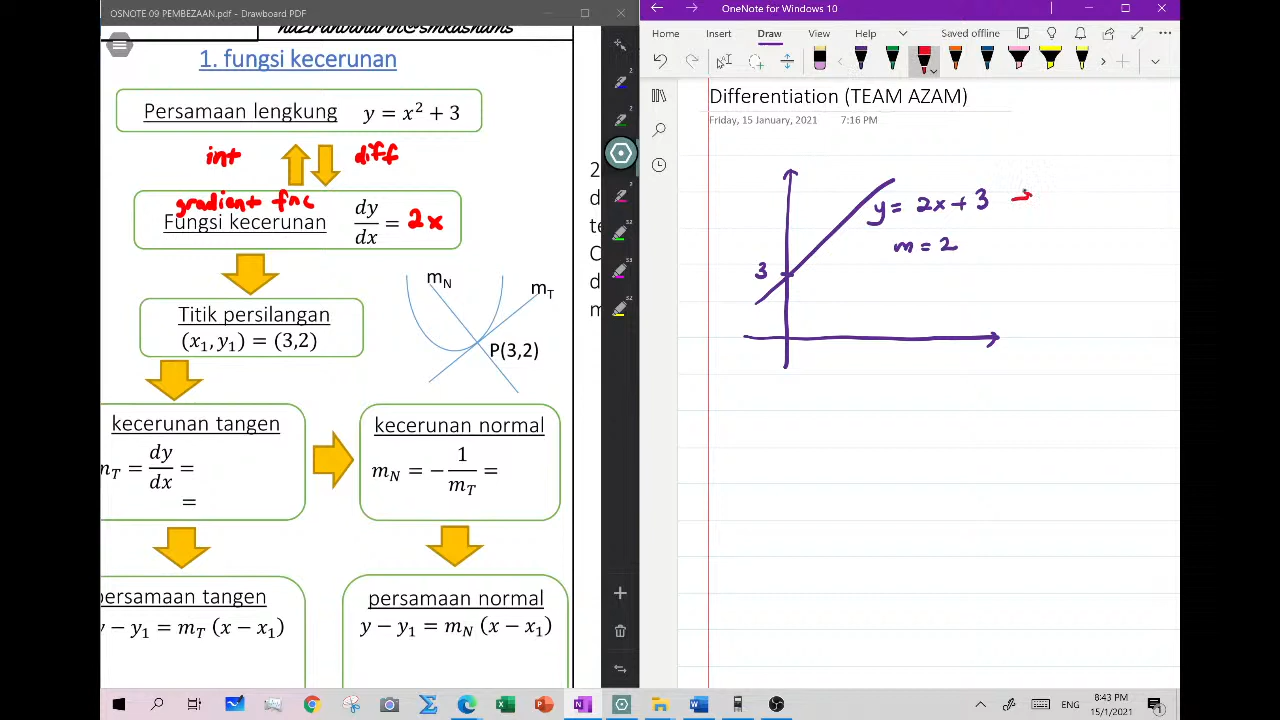 OSNOTE 09 PEMBEZAAN.pdf - Drawboard PDF
nazrandanarin@smkashams
1. fungsi kecerunan
Persamaan lengkung y = x² + 3
int diff
gradient fnc
Fungsi kecerunan dy/dx = 2x
Titik persilangan
(x₁, y₁) = (3,2)
m_N
m_T
P(3,2)
kecerunan tangen
m_T = dy/dx =
=
kecerunan normal
m_N = − 1/m_T =
persamaan tangen
y − y₁ = m_T (x − x₁)
persamaan normal
y − y₁ = m_N (x − x₁)
2
d
te
C
d
m
OneNote for Windows 10
Home Insert Draw View Saved offline
Differentiation (TEAM AZAM)
Friday, 15 January, 2021 7:16 PM
y = 2x + 3 →
m = 2
3
8:43 PM
15/1/2021